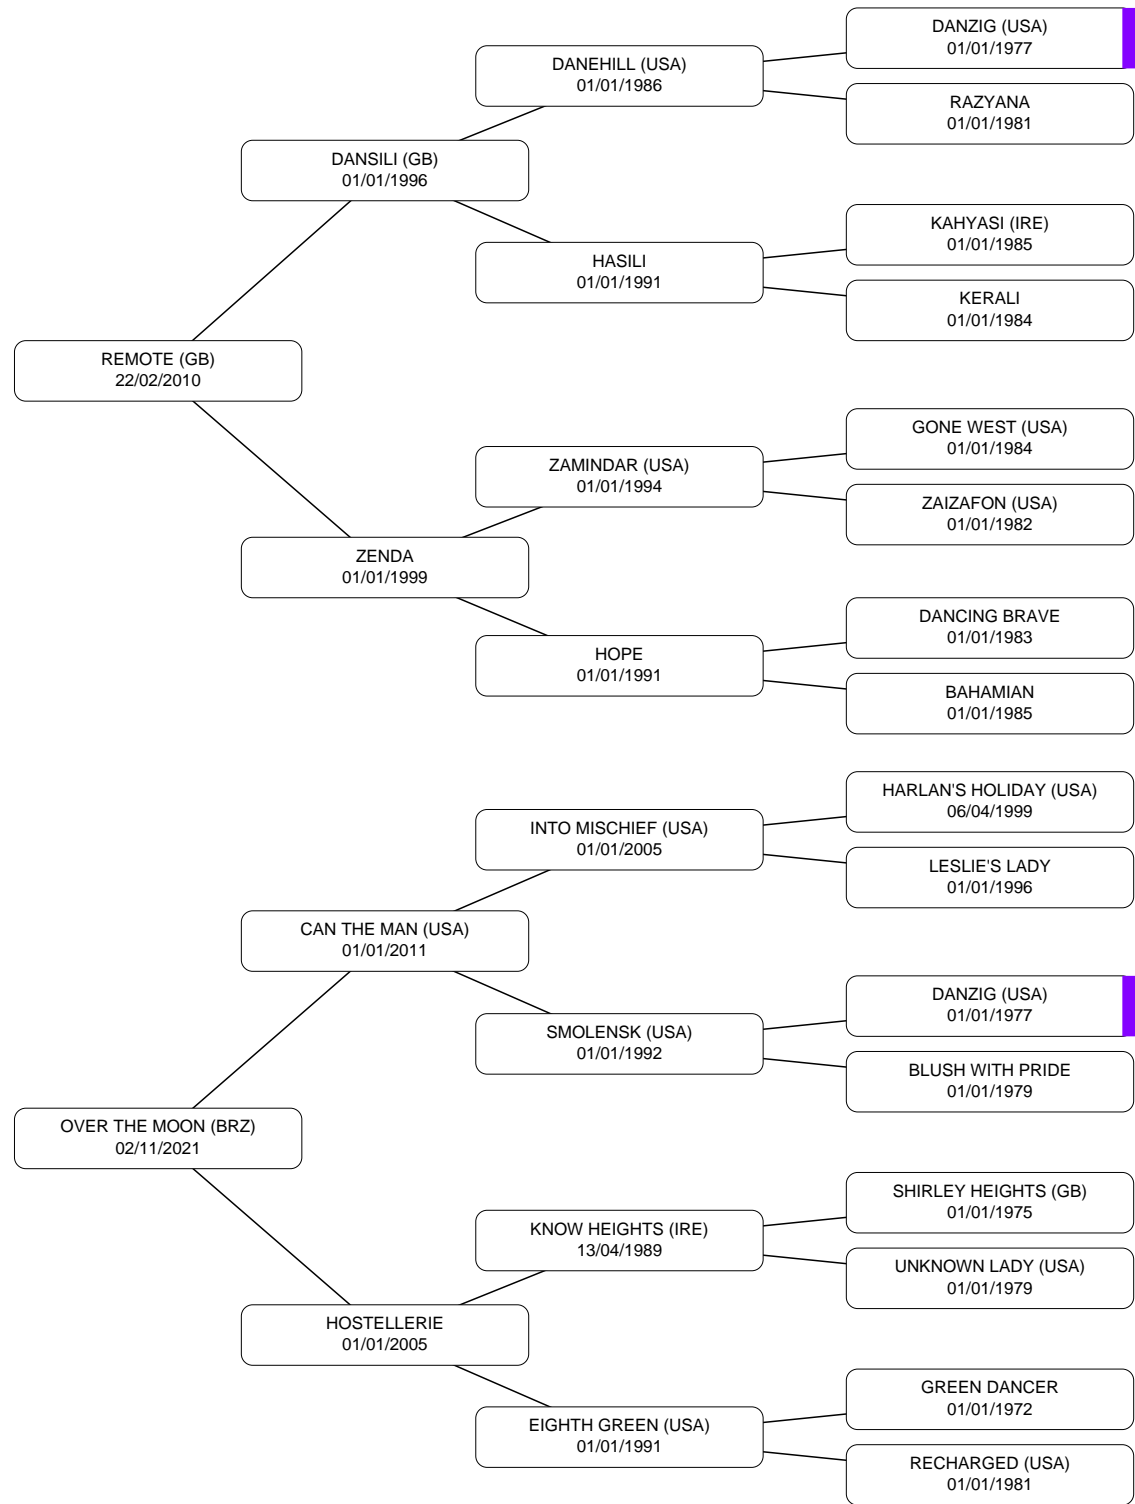 DANZIG (USA)
01/01/1977
DANEHILL (USA)
01/01/1986
RAZYANA
01/01/1981
DANSILI (GB)
01/01/1996
KAHYASI (IRE)
01/01/1985
HASILI
01/01/1991
KERALI
01/01/1984
REMOTE (GB)
22/02/2010
GONE WEST (USA)
01/01/1984
ZAMINDAR (USA)
01/01/1994
ZAIZAFON (USA)
01/01/1982
ZENDA
01/01/1999
DANCING BRAVE
01/01/1983
HOPE
01/01/1991
BAHAMIAN
01/01/1985
HARLAN'S HOLIDAY (USA)
06/04/1999
INTO MISCHIEF (USA)
01/01/2005
LESLIE'S LADY
01/01/1996
CAN THE MAN (USA)
01/01/2011
DANZIG (USA)
01/01/1977
SMOLENSK (USA)
01/01/1992
BLUSH WITH PRIDE
01/01/1979
OVER THE MOON (BRZ)
02/11/2021
SHIRLEY HEIGHTS (GB)
01/01/1975
KNOW HEIGHTS (IRE)
13/04/1989
UNKNOWN LADY (USA)
01/01/1979
HOSTELLERIE
01/01/2005
GREEN DANCER
01/01/1972
EIGHTH GREEN (USA)
01/01/1991
RECHARGED (USA)
01/01/1981